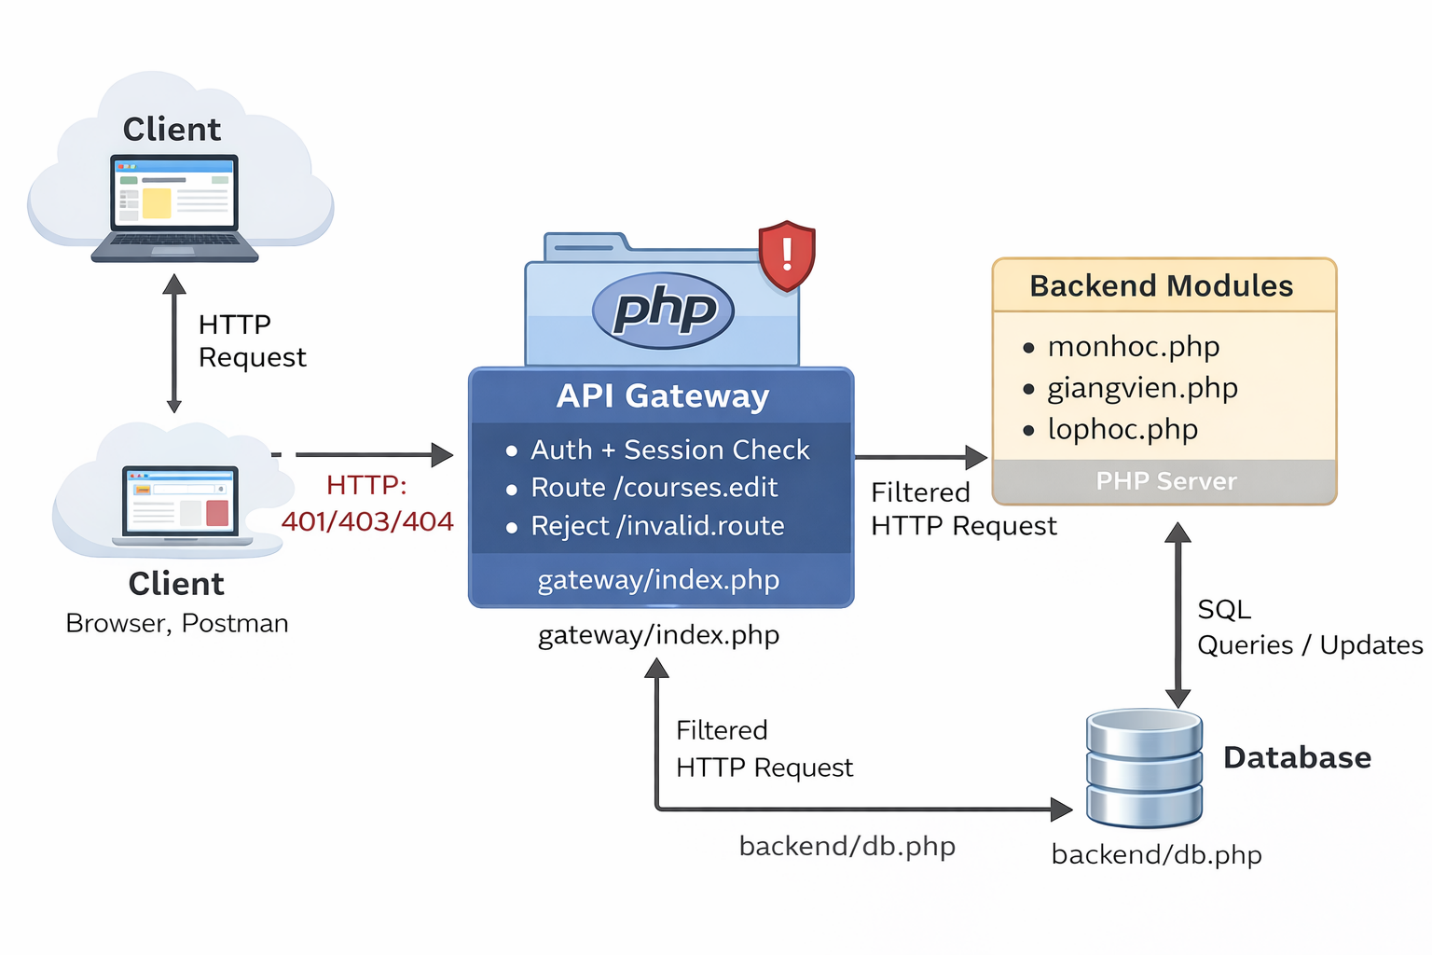 Client
HTTP
Request
HTTP:
401/403/404
Client
Browser, Postman
php
!
API Gateway
• Auth + Session Check
• Route /courses.edit
• Reject /invalid.route
gateway/index.php
gateway/index.php
Filtered
HTTP Request
Backend Modules
• monhoc.php
• giangvien.php
• lophoc.php
PHP Server
SQL
Queries / Updates
Filtered
HTTP Request
backend/db.php
Database
backend/db.php